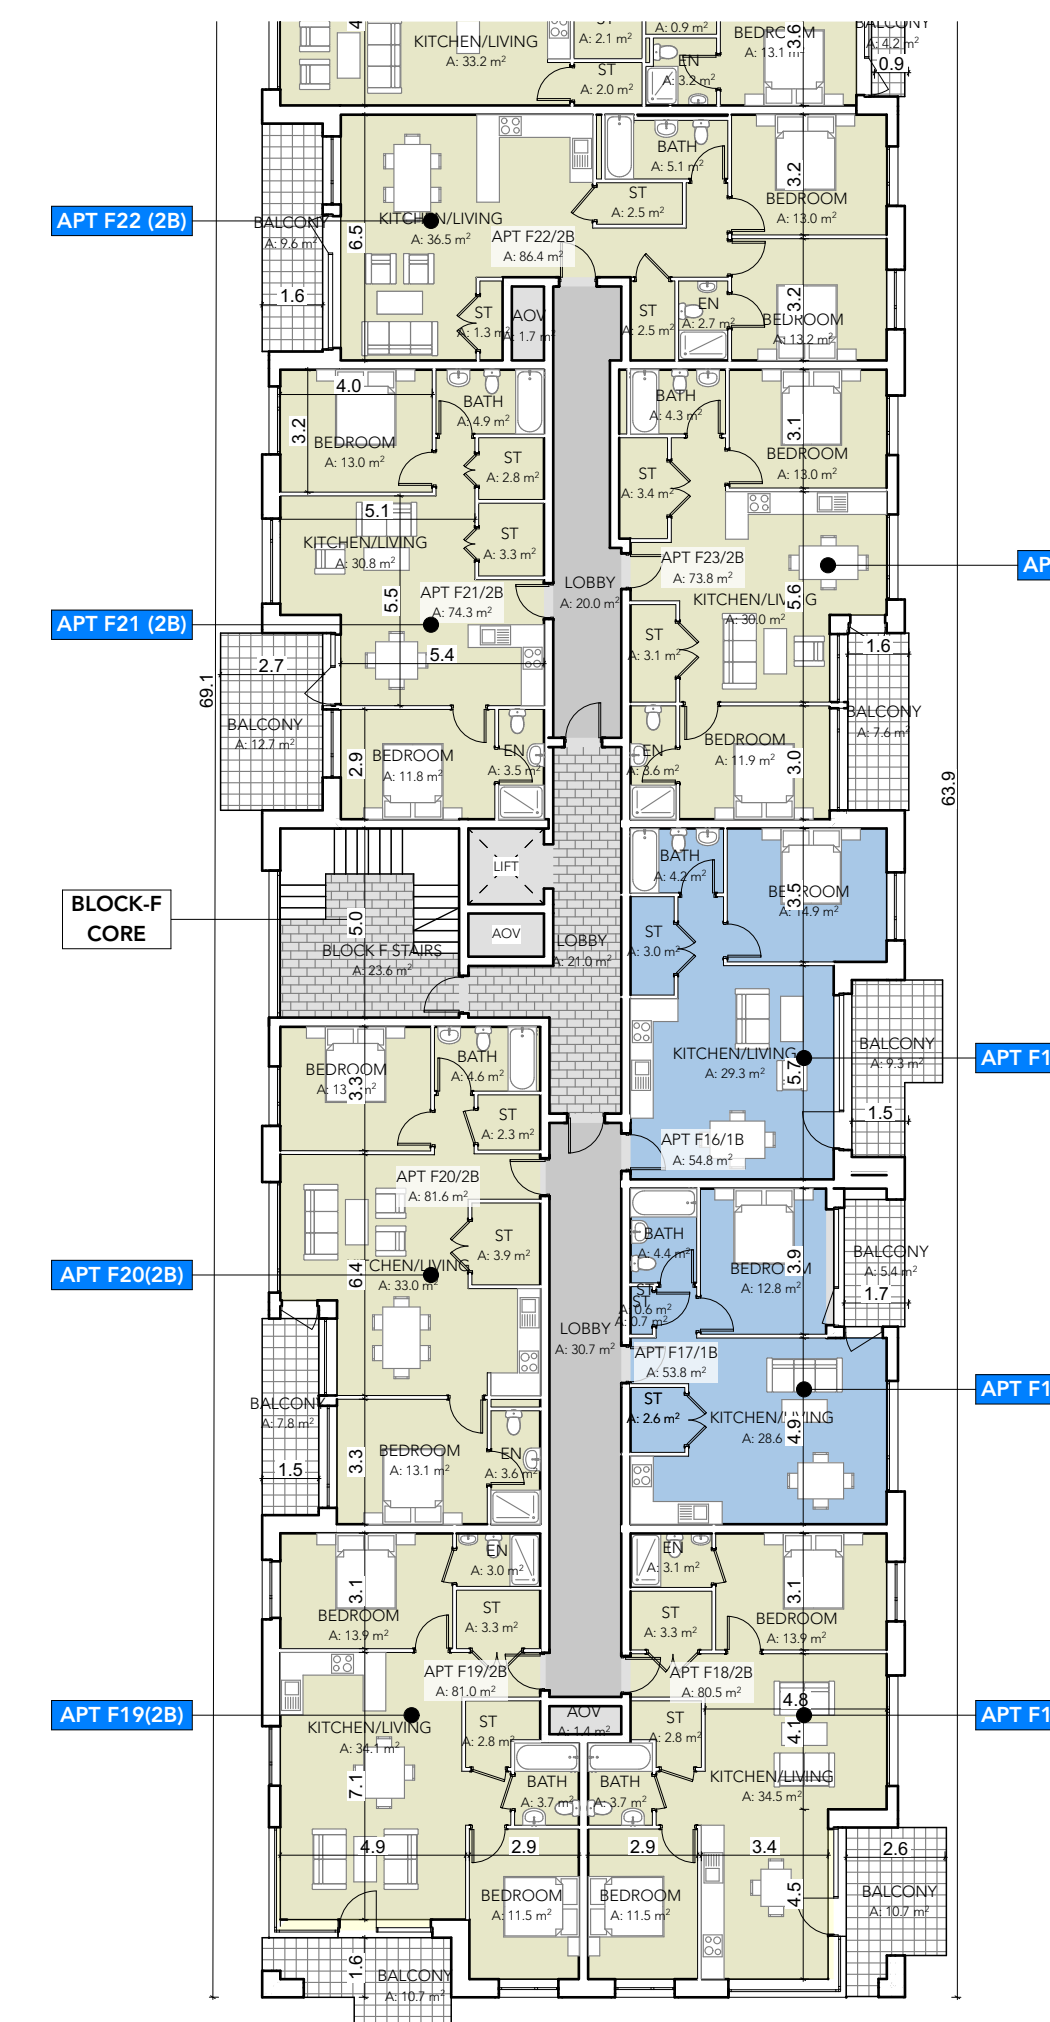 4
KITCHEN/LIVING
A: 33.2 m²
ST
A: 2.1 m²
A: 0.9 m²
ST
A: 2.0 m²
EN
A: 3.2 m²
BEDROOM
A: 13.1 m²
3.6
BALCONY
A: 4.2 m²
0.9
APT F22 (2B)
BALCONY
A: 9.6 m²
1.6
KITCHEN/LIVING
A: 36.5 m²
6.5
APT F22/2B
A: 86.4 m²
BATH
A: 5.1 m²
ST
A: 2.5 m²
BEDROOM
A: 13.0 m²
3.2
ST
A: 1.3 m²
AOV
A: 1.7 m²
ST
A: 2.5 m²
EN
A: 2.7 m²
BEDROOM
A: 13.2 m²
3.2
4.0
3.2
BEDROOM
A: 13.0 m²
BATH
A: 4.9 m²
ST
A: 2.8 m²
BATH
A: 4.3 m²
ST
A: 3.4 m²
BEDROOM
A: 13.0 m²
3.1
5.1
KITCHEN/LIVING
A: 30.8 m²
ST
A: 3.3 m²
5.5
APT F21/2B
A: 74.3 m²
5.4
LOBBY
A: 20.0 m²
APT F23/2B
A: 73.8 m²
KITCHEN/LIVING
A: 30.0 m²
5.6
AP
ST
A: 3.1 m²
1.6
APT F21 (2B)
69.1
2.7
BALCONY
A: 12.7 m²
2.9
BEDROOM
A: 11.8 m²
EN
A: 3.5 m²
EN
A: 3.6 m²
BEDROOM
A: 11.9 m²
3.0
BALCONY
A: 7.6 m²
63.9
BLOCK-F
CORE
5.0
BLOCK F STAIRS
A: 23.6 m²
LIFT
AOV
LOBBY
A: 21.0 m²
BATH
A: 4.2 m²
ST
A: 3.0 m²
BEDROOM
A: 14.9 m²
3.5
KITCHEN/LIVING
A: 29.3 m²
5.7
APT F1
BALCONY
A: 9.3 m²
1.5
APT F16/1B
A: 54.8 m²
3.3
BEDROOM
BATH
A: 4.6 m²
ST
A: 2.3 m²
APT F20/2B
A: 81.6 m²
ST
A: 3.9 m²
APT F20(2B)
6.4
A: 33.0 m²
LOBBY
A: 30.7 m²
BATH
A: 4.4 m²
BEDROOM
A: 12.8 m²
3.9
BALCONY
A: 5.4 m²
1.7
ST
A: 0.6 m²
ST
A: 0.7 m²
APT F17/1B
A: 53.8 m²
ST
A: 2.6 m²
KITCHEN/LIVING
A: 28.6
4.9
APT F1
BALCONY
A: 7.8 m²
1.5
3.3
BEDROOM
A: 13.1 m²
EN
A: 3.6 m²
3.1
BEDROOM
A: 13.9 m²
EN
A: 3.0 m²
ST
A: 3.3 m²
EN
A: 3.1 m²
ST
A: 3.3 m²
BEDROOM
A: 13.9 m²
3.1
APT F19/2B
A: 81.0 m²
APT F18/2B
A: 80.5 m²
APT F19(2B)
KITCHEN/LIVING
A: 34.1 m²
7.1
ST
A: 2.8 m²
AOV
A: 1.4 m²
ST
A: 2.8 m²
4.8
4.1
KITCHEN/LIVING
A: 34.5 m²
APT F1
BATH
A: 3.7 m²
BATH
A: 3.7 m²
4.9
2.9
2.9
3.4
2.6
BEDROOM
A: 11.5 m²
BEDROOM
A: 11.5 m²
4.5
BALCONY
A: 10.7 m²
1.6
BALCONY
A: 10.7 m²